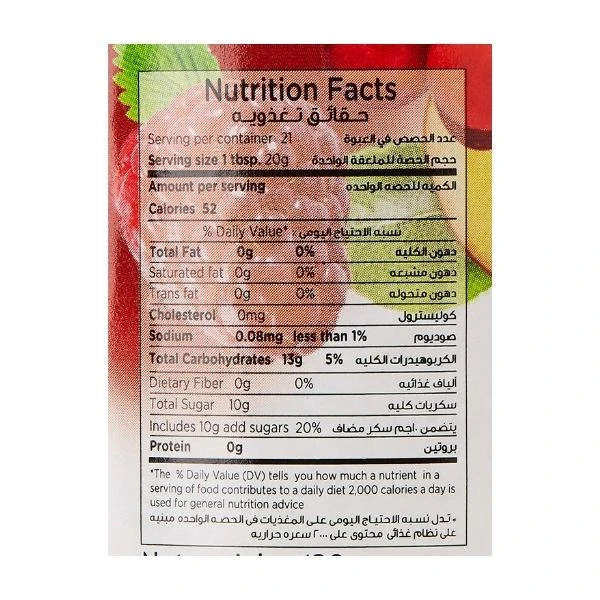 Nutrition Facts
حقائق تغذويه
Serving per container 21 عدد الحصص في العبوة
Serving size 1 tbsp. 20g حجم الحصة للملعقة الواحدة
Amount per serving الكميه للحصه الواحده
Calories 52
% Daily Value* نسبه الاحتياج اليومى٠%
Total Fat 0g 0% دهون الكليه
Saturated fat 0g 0% دهون مشبعه
Trans fat 0g 0% دهون متحوله
Cholesterol 0mg كوليسترول
Sodium 0.08mg less than 1% صوديوم
Total Carbohydrates 13g 5% الكربوهيدرات الكليه
Dietary Fiber 0g 0% ألياف غذائيه
Total Sugar 10g سكريات كليه
Includes 10g add sugars 20% يتضمن ١٠جم سكر مضاف
Protein 0g بروتين
*The % Daily Value (DV) tells you how much a nutrient in a
serving of food contributes to a daily diet 2,000 calories a day is
used for general nutrition advice
• تدل نسبه الاحتياج اليومى على المغذيات فى الحصه الواحده مبنيه
على نظام غذائى محتوى على ٢٠٠٠ سعره حراريه